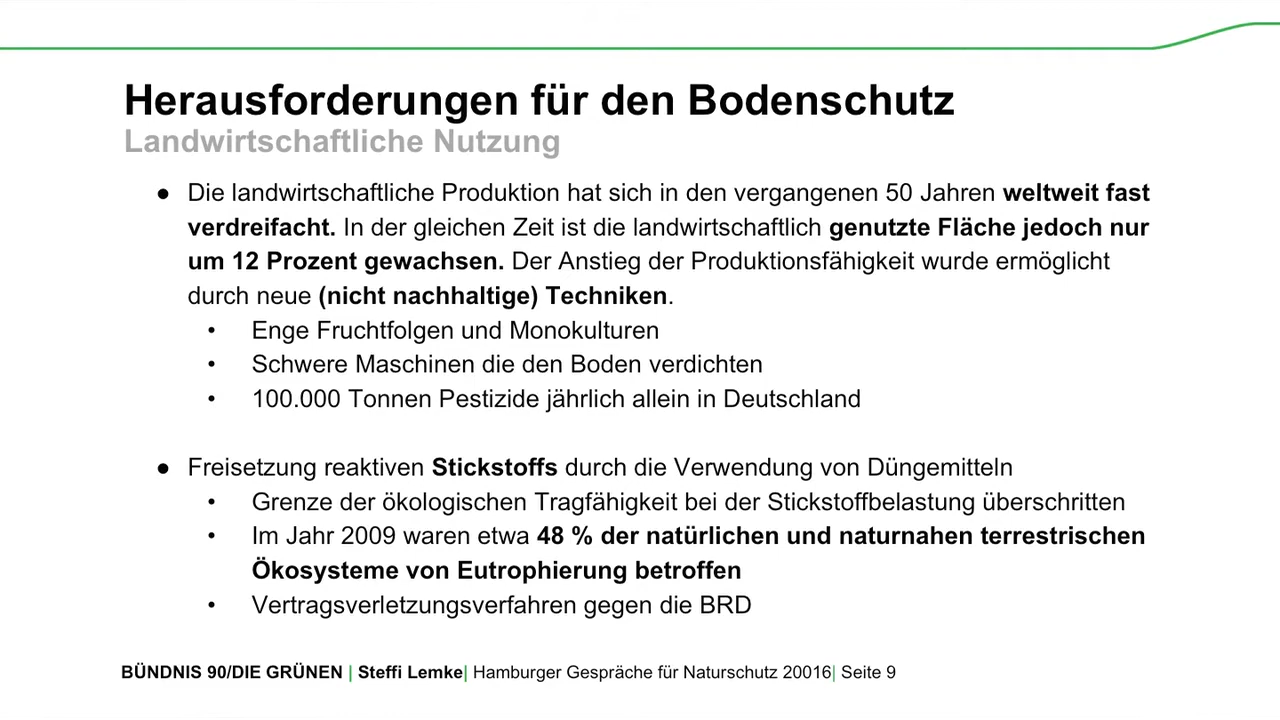 Herausforderungen für den Bodenschutz
Landwirtschaftliche Nutzung
● Die landwirtschaftliche Produktion hat sich in den vergangenen 50 Jahren weltweit fast
verdreifacht. In der gleichen Zeit ist die landwirtschaftlich genutzte Fläche jedoch nur
um 12 Prozent gewachsen. Der Anstieg der Produktionsfähigkeit wurde ermöglicht
durch neue (nicht nachhaltige) Techniken.
• Enge Fruchtfolgen und Monokulturen
• Schwere Maschinen die den Boden verdichten
• 100.000 Tonnen Pestizide jährlich allein in Deutschland
● Freisetzung reaktiven Stickstoffs durch die Verwendung von Düngemitteln
• Grenze der ökologischen Tragfähigkeit bei der Stickstoffbelastung überschritten
• Im Jahr 2009 waren etwa 48 % der natürlichen und naturnahen terrestrischen
Ökosysteme von Eutrophierung betroffen
• Vertragsverletzungsverfahren gegen die BRD
BÜNDNIS 90/DIE GRÜNEN | Steffi Lemke| Hamburger Gespräche für Naturschutz 20016| Seite 9